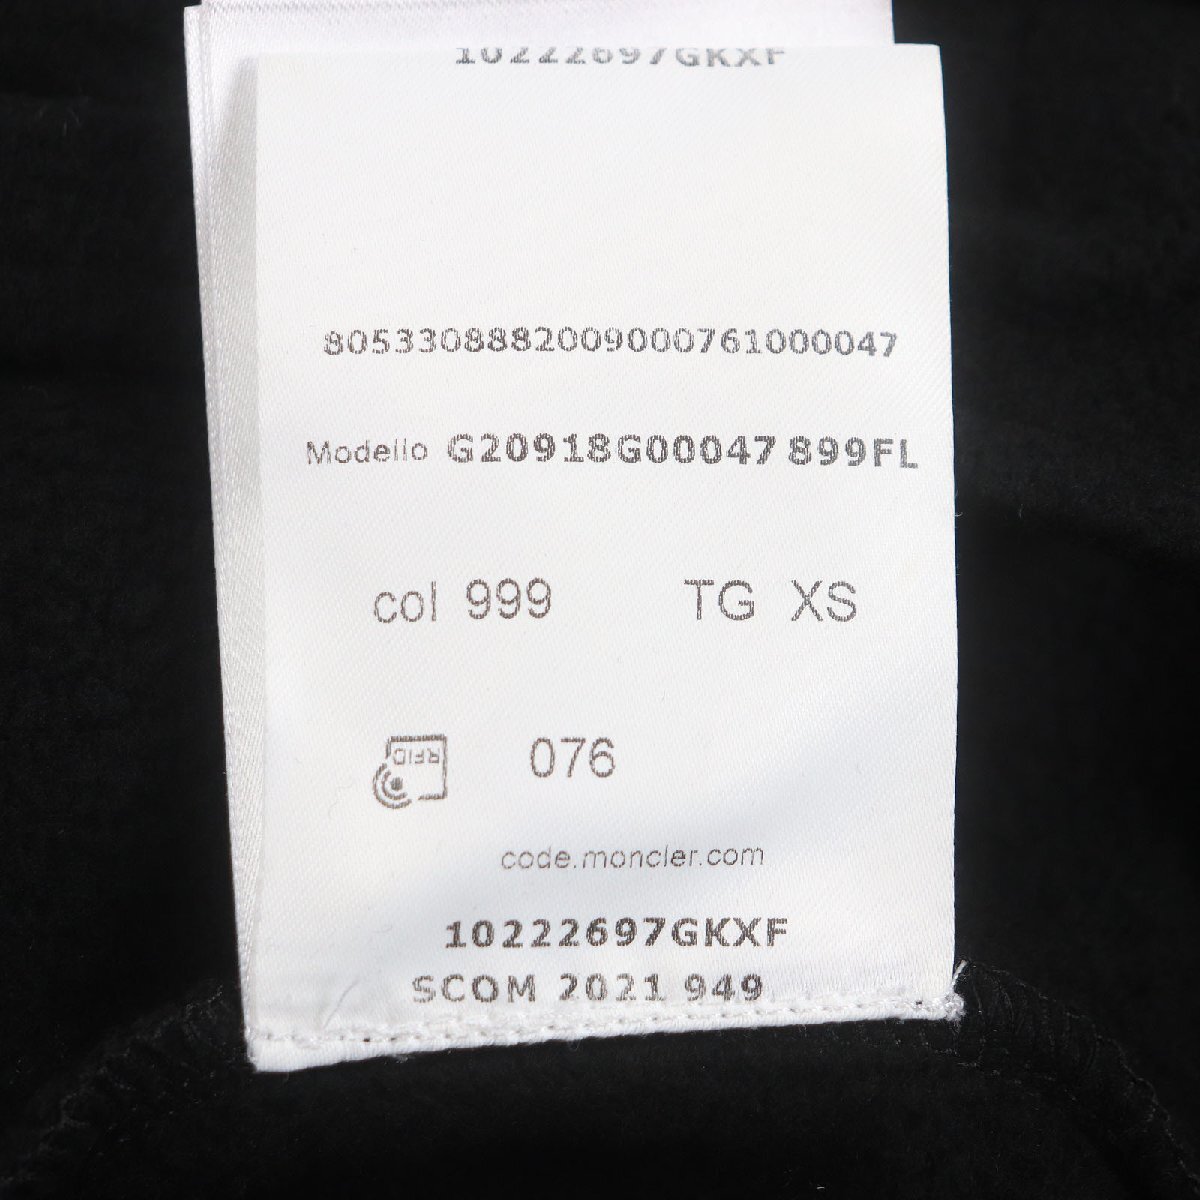 10222697GKXF
8053308882009000761000047
Modello G20918G00047 899FL
col 999 TG XS
RFID 076
code.moncler.com
10222697GKXF
SCOM 2021 949